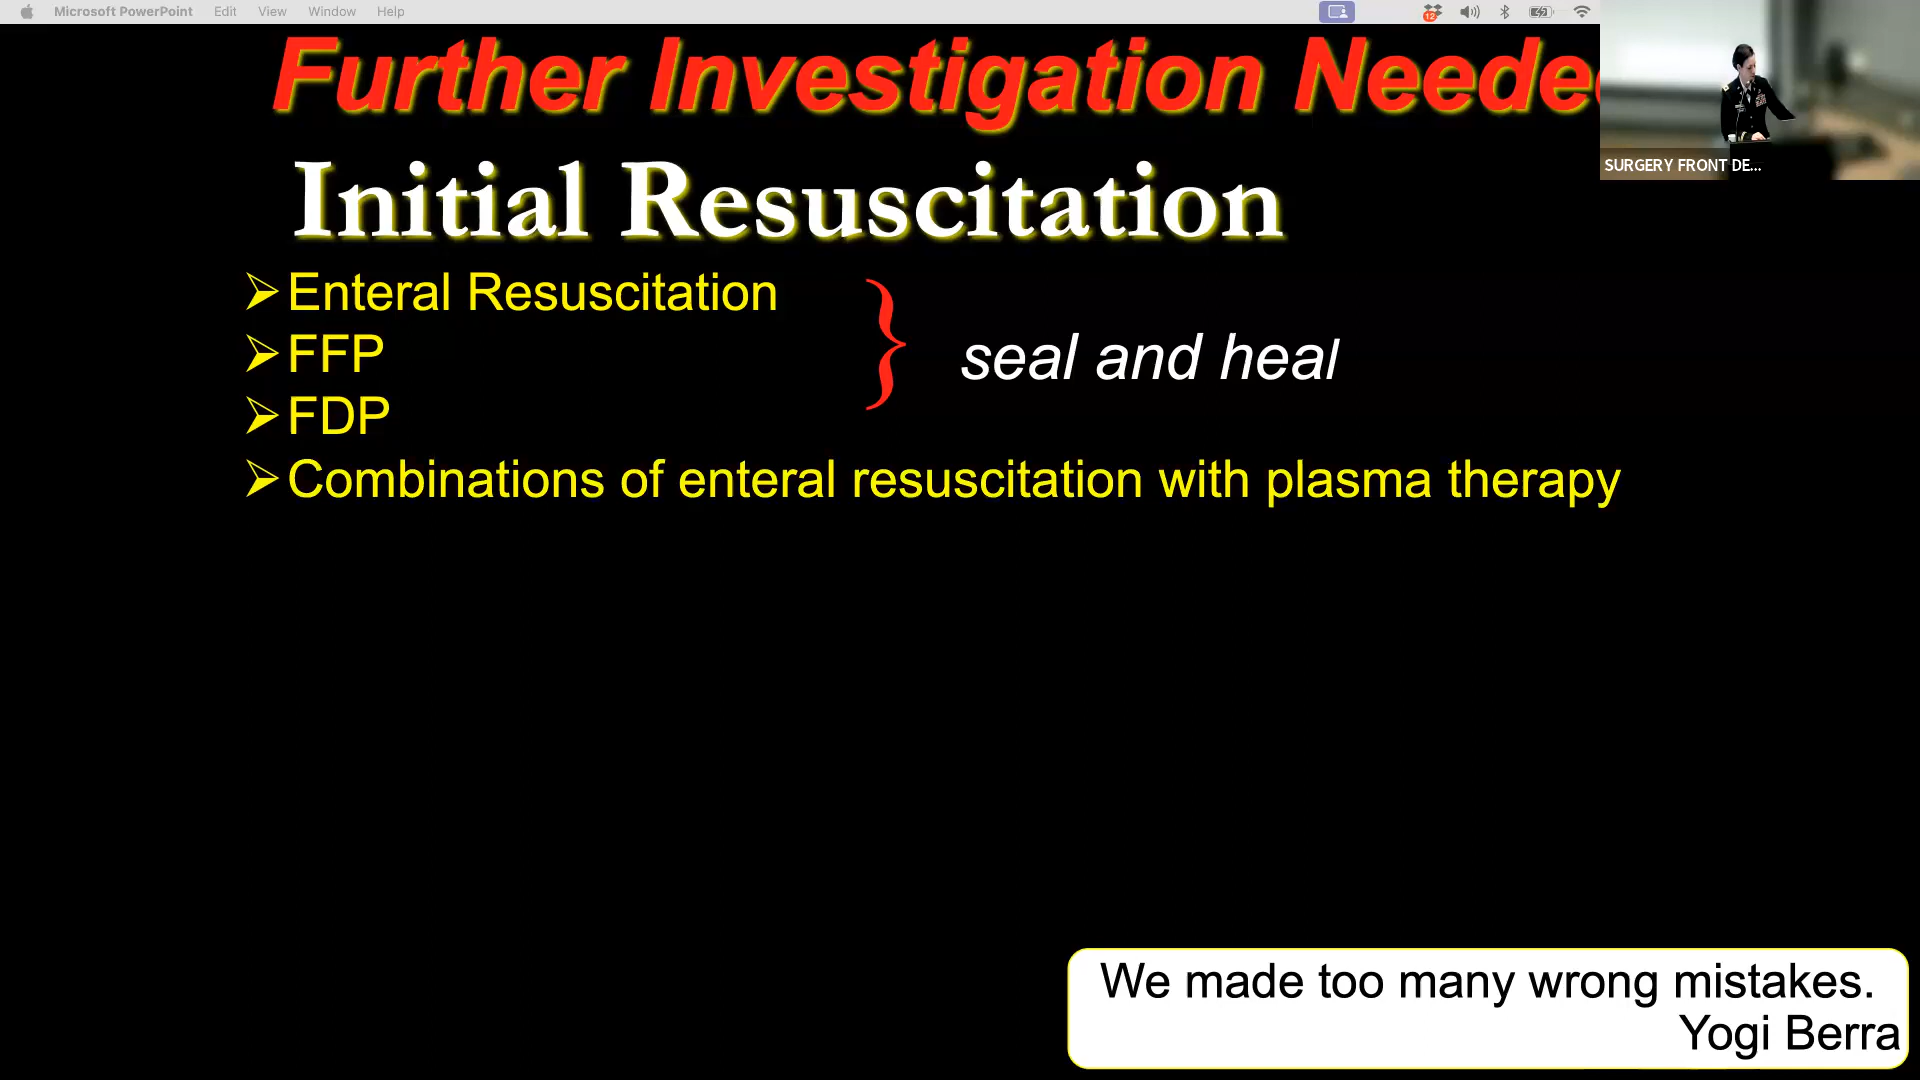 Microsoft PowerPoint Edit View Window Help
12
Further Investigation Neede
SURGERY FRONT DE...
Initial Resuscitation
➢Enteral Resuscitation
➢FFP
➢FDP
seal and heal
➢Combinations of enteral resuscitation with plasma therapy
We made too many wrong mistakes.
Yogi Berra